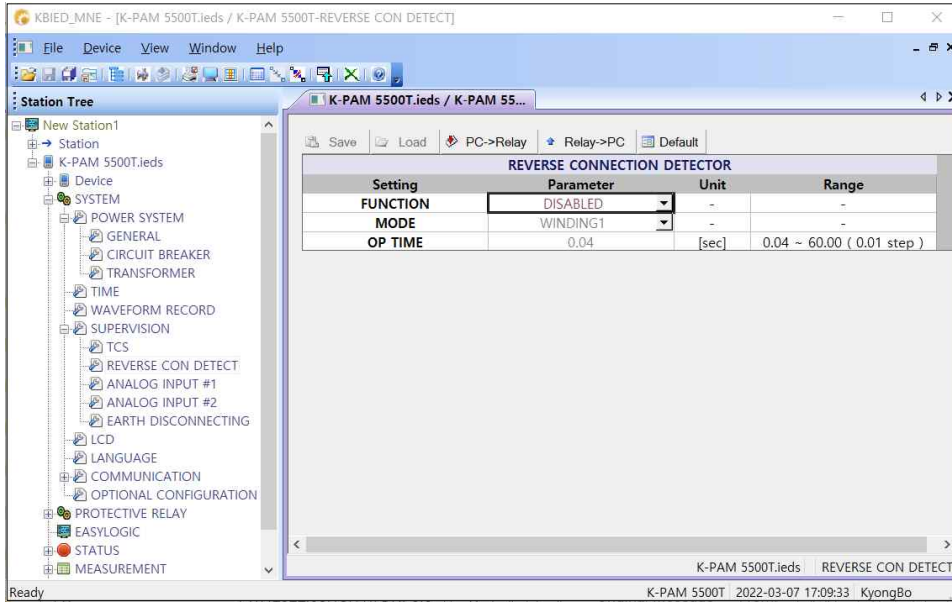 KBIED_MNE - [K-PAM 5500T.ieds / K-PAM 5500T-REVERSE CON DETECT]
File Device View Window Help
Station Tree
K-PAM 5500T.ieds / K-PAM 55...
New Station1
Station
K-PAM 5500T.ieds
Device
SYSTEM
POWER SYSTEM
GENERAL
CIRCUIT BREAKER
TRANSFORMER
TIME
WAVEFORM RECORD
SUPERVISION
TCS
REVERSE CON DETECT
ANALOG INPUT #1
ANALOG INPUT #2
EARTH DISCONNECTING
LCD
LANGUAGE
COMMUNICATION
OPTIONAL CONFIGURATION
PROTECTIVE RELAY
EASYLOGIC
STATUS
MEASUREMENT
Save Load PC->Relay Relay->PC Default
REVERSE CONNECTION DETECTOR
Setting Parameter Unit Range
FUNCTION DISABLED - -
MODE WINDING1 - -
OP TIME 0.04 [sec] 0.04 ~ 60.00 ( 0.01 step )
K-PAM 5500T.ieds REVERSE CON DETECT
Ready K-PAM 5500T 2022-03-07 17:09:33 KyongBo